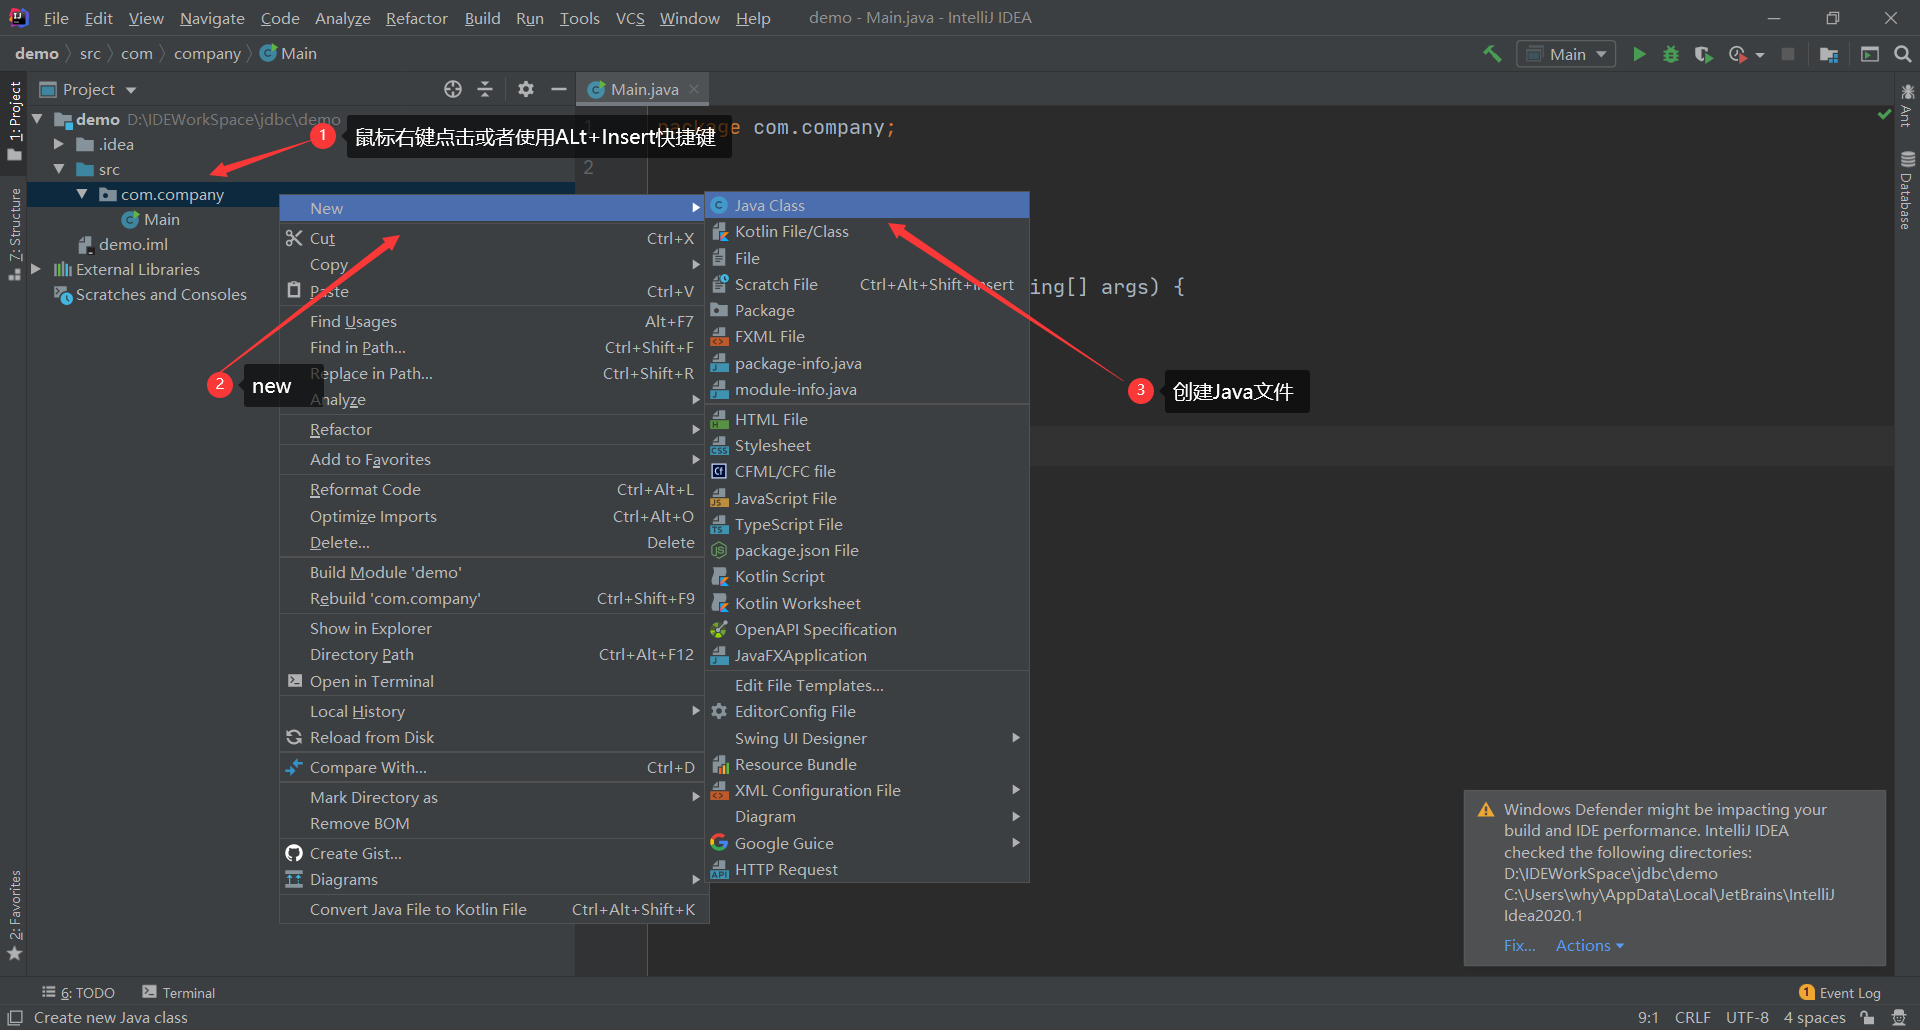 File Edit View Navigate Code Analyze Refactor Build Run Tools VCS Window Help demo - Main.java - IntelliJ IDEA
demo src com company Main
Main
Project
Main.java
1: Project
7: Structure
2: Favorites
Ant
Database
demo D:\IDEWorkSpace\jdbc\demo
.idea
src
com.company
Main
demo.iml
External Libraries
Scratches and Consoles
1 鼠标右键点击或者使用ALt+Insert快捷键
e com.company;
2
ing[] args) {
New
Cut Ctrl+X
Copy
Paste Ctrl+V
Find Usages Alt+F7
Find in Path... Ctrl+Shift+F
Replace in Path... Ctrl+Shift+R
Analyze
Refactor
Add to Favorites
Reformat Code Ctrl+Alt+L
Optimize Imports Ctrl+Alt+O
Delete... Delete
Build Module 'demo'
Rebuild 'com.company' Ctrl+Shift+F9
Show in Explorer
Directory Path Ctrl+Alt+F12
Open in Terminal
Local History
Reload from Disk
Compare With... Ctrl+D
Mark Directory as
Remove BOM
Create Gist...
Diagrams
Convert Java File to Kotlin File Ctrl+Alt+Shift+K
2 new
Java Class
Kotlin File/Class
File
Scratch File Ctrl+Alt+Shift+Insert
Package
FXML File
package-info.java
module-info.java
HTML File
Stylesheet
CFML/CFC file
JavaScript File
TypeScript File
package.json File
Kotlin Script
Kotlin Worksheet
OpenAPI Specification
JavaFXApplication
Edit File Templates...
EditorConfig File
Swing UI Designer
Resource Bundle
XML Configuration File
Diagram
Google Guice
HTTP Request
3 创建Java文件
Windows Defender might be impacting your
build and IDE performance. IntelliJ IDEA
checked the following directories:
D:\IDEWorkSpace\jdbc\demo
C:\Users\why\AppData\Local\JetBrains\IntelliJ
Idea2020.1
Fix... Actions
6: TODO Terminal 1 Event Log
Create new Java class 9:1 CRLF UTF-8 4 spaces